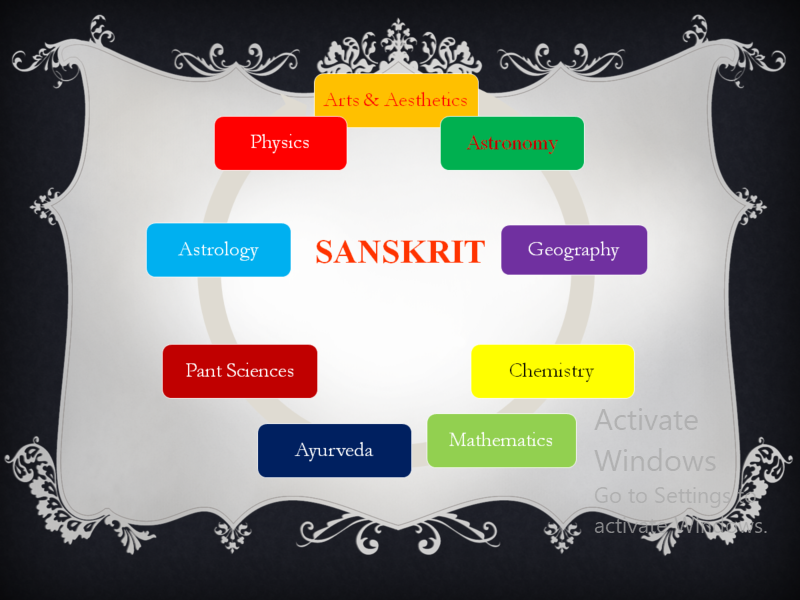 Arts & Aesthetics
Physics
Astronomy
Astrology
SANSKRIT
Geography
Pant Sciences
Chemistry
Ayurveda
Mathematics
Activate
Windows
Go to Settings to
activate Windows.